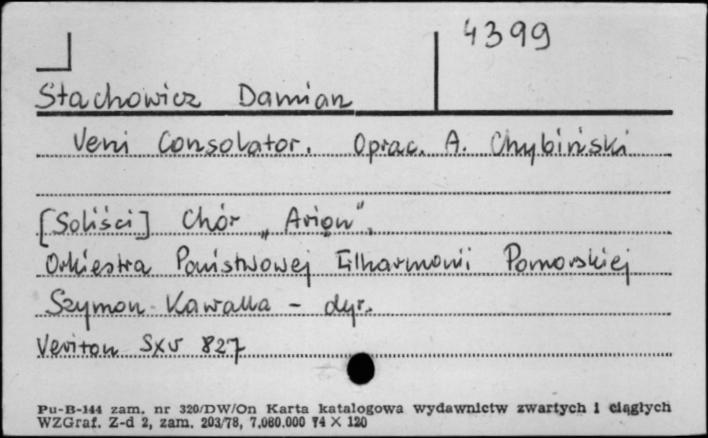 4399
Stachowicz Damian
Veni Consolator. Oprac. A. Chybiński
[Soliści] Chór „Arion",
Orkiestra Państwowej Filharmonii Pomorskiej
Szymon Kawalla - dyr.
Veriton SXV 827
Pu-B-144 zam. nr 320/DW/On Karta katalogowa wydawnictw zwartych i ciągłych
WZGraf. Z-d 2, zam. 203/78, 7.080.000 74 X 120